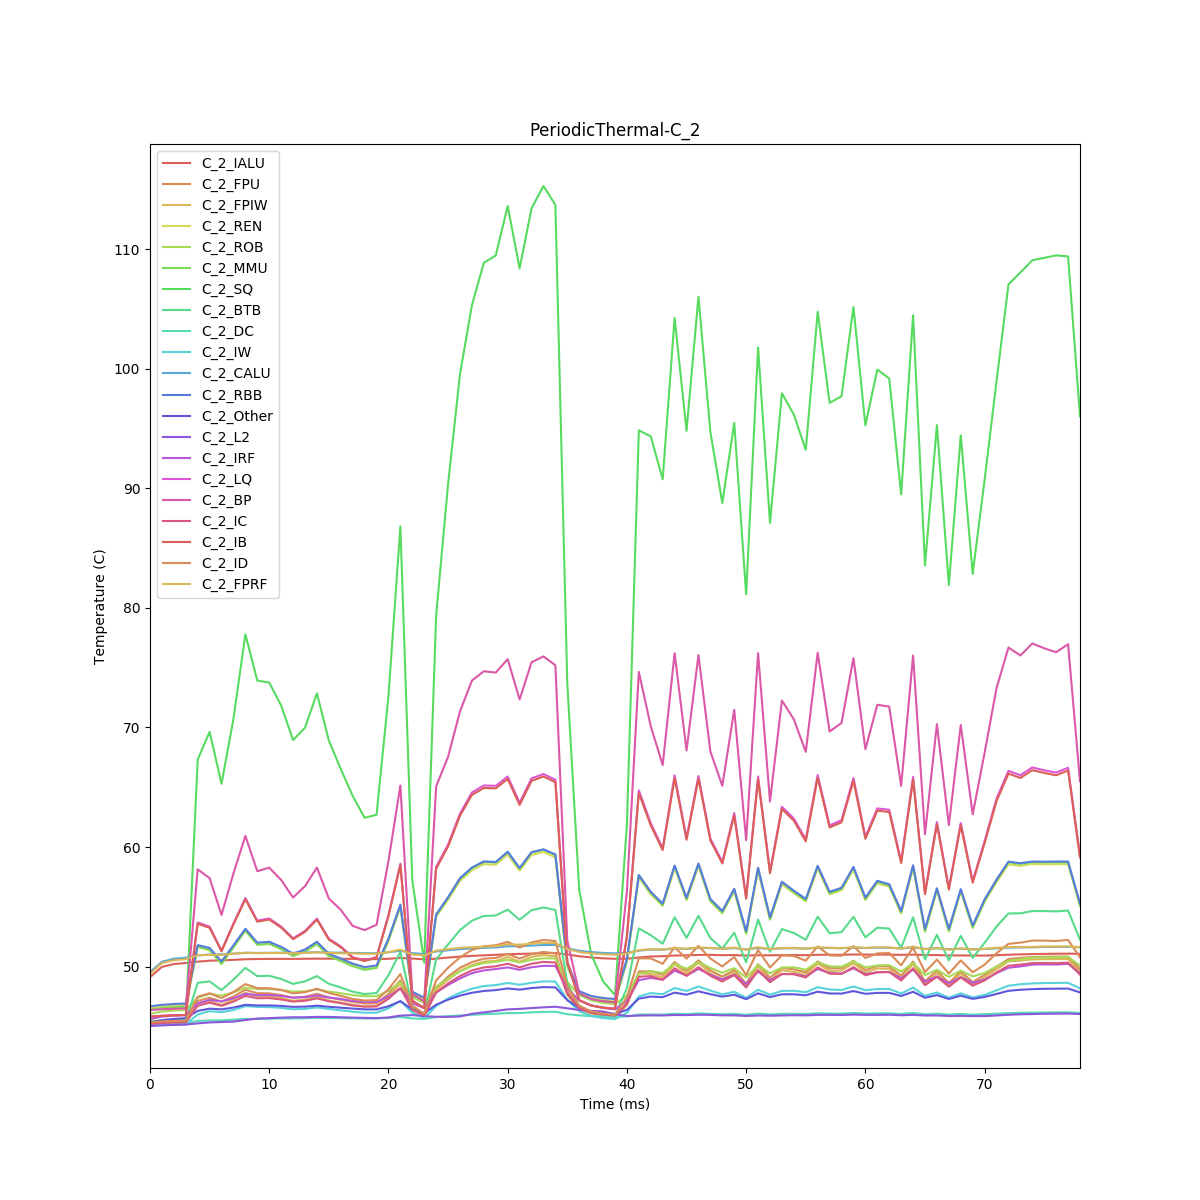 PeriodicThermal-C_2
C_2_IALU
C_2_FPU
C_2_FPIW
C_2_REN
C_2_ROB
C_2_MMU
C_2_SQ
C_2_BTB
C_2_DC
C_2_IW
C_2_CALU
C_2_RBB
C_2_Other
C_2_L2
C_2_IRF
C_2_LQ
C_2_BP
C_2_IC
C_2_IB
C_2_ID
C_2_FPRF
110
100
90
80
70
60
50
Temperature (C)
0 10 20 30 40 50 60 70
Time (ms)